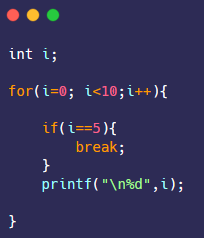 int i;
for(i=0; i<10;i++){
if(i==5){
break;
}
printf("\n%d",i);
}